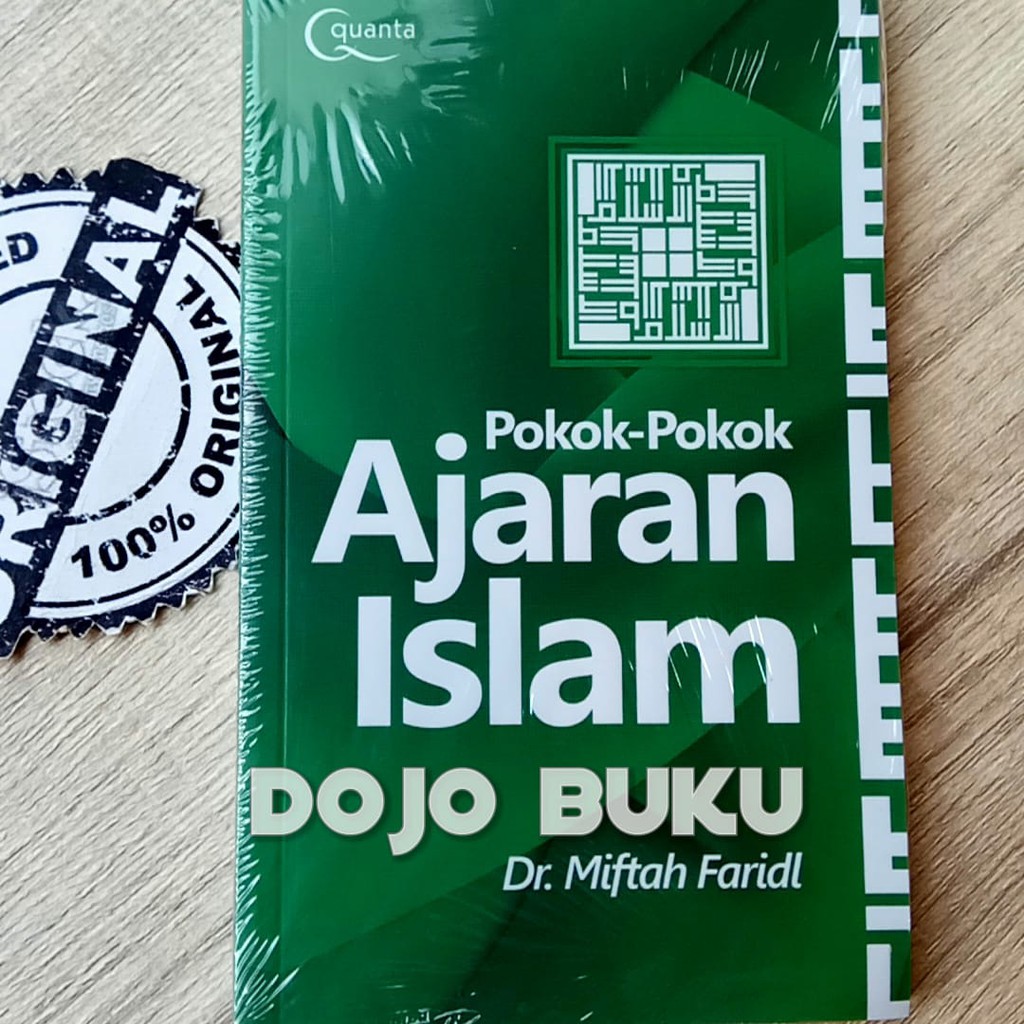 quanta
Pokok-Pokok
Ajaran
Islam
DOJO BUKU
Dr. Miftah Faridl
ORIGINAL
100% ORIGINAL